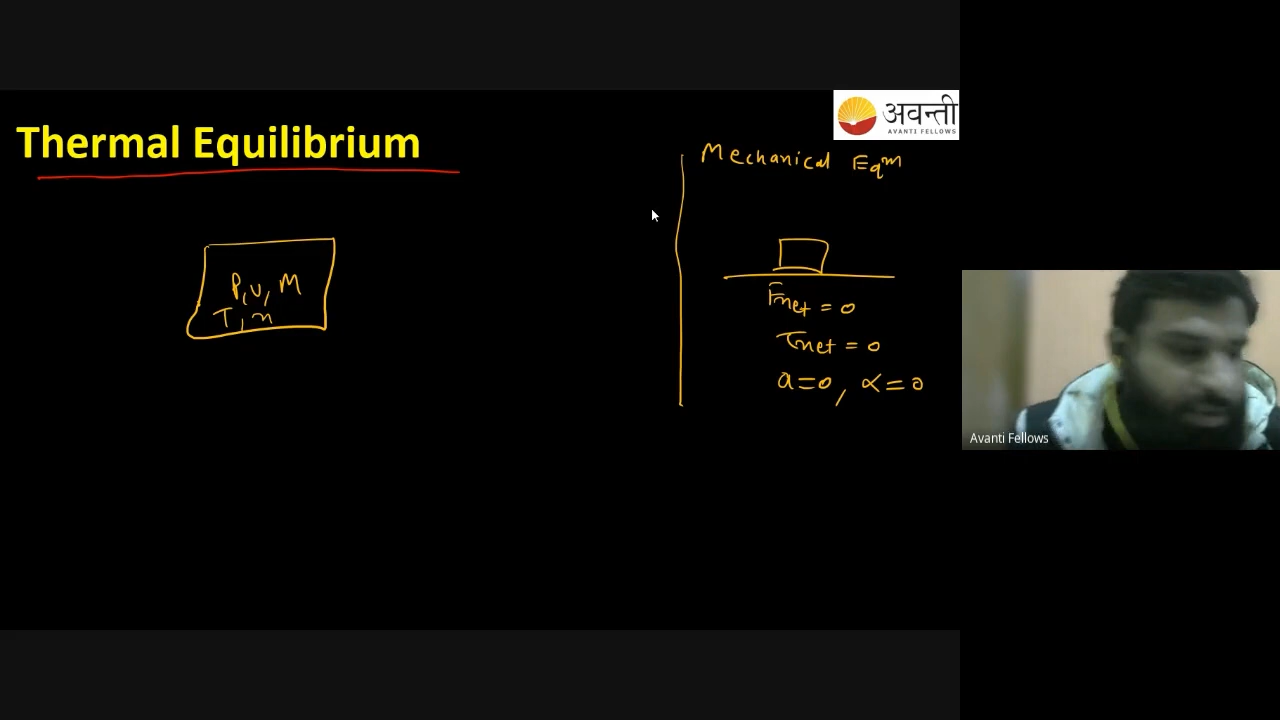 Thermal Equilibrium
अवन्ती
AVANTI FELLOWS
Mechanical Eqm
P, V, M
T, n
Fnet = 0
τnet = 0
a=0, α=0
Avanti Fellows